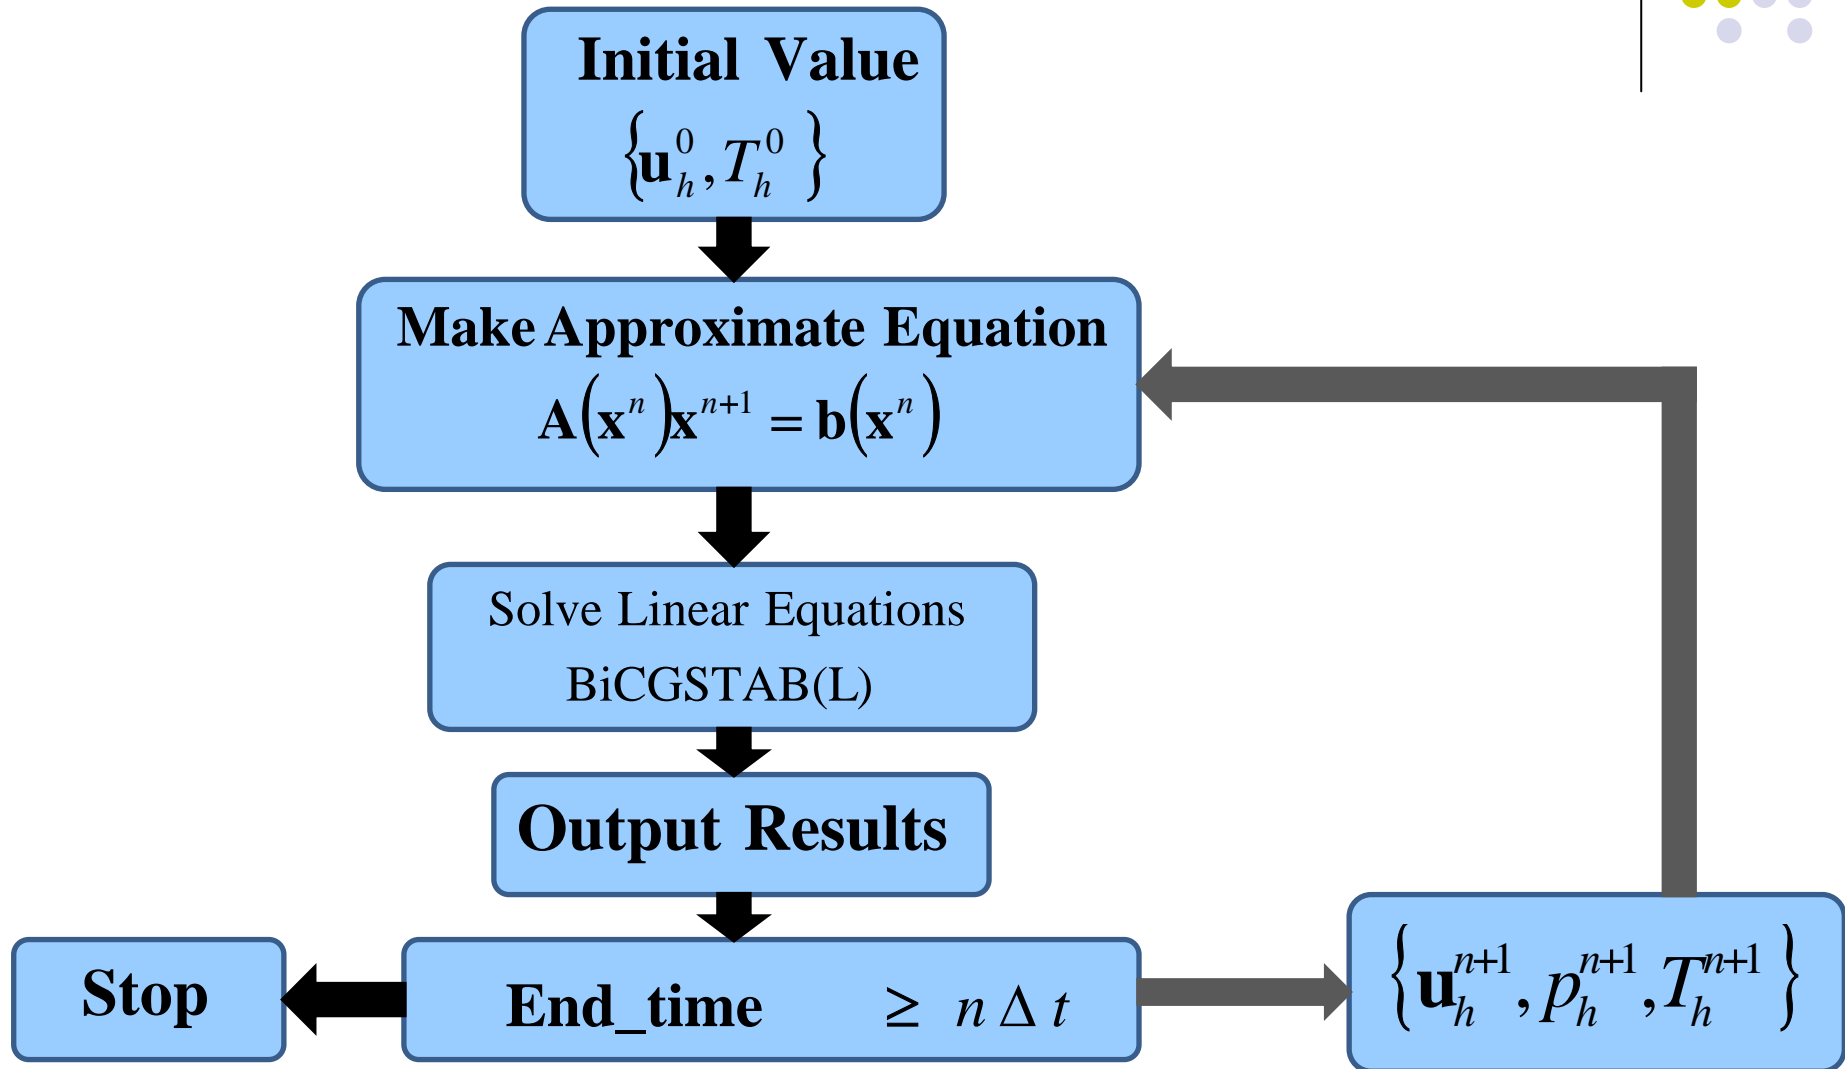 Initial Value
{𝐮_h^0, T_h^0}
Make Approximate Equation
𝐀(𝐱^n)𝐱^{n+1} = 𝐛(𝐱^n)
Solve Linear Equations
BiCGSTAB(L)
Output Results
Stop
End_time ≥ n Δ t
{𝐮_h^{n+1}, p_h^{n+1}, T_h^{n+1}}